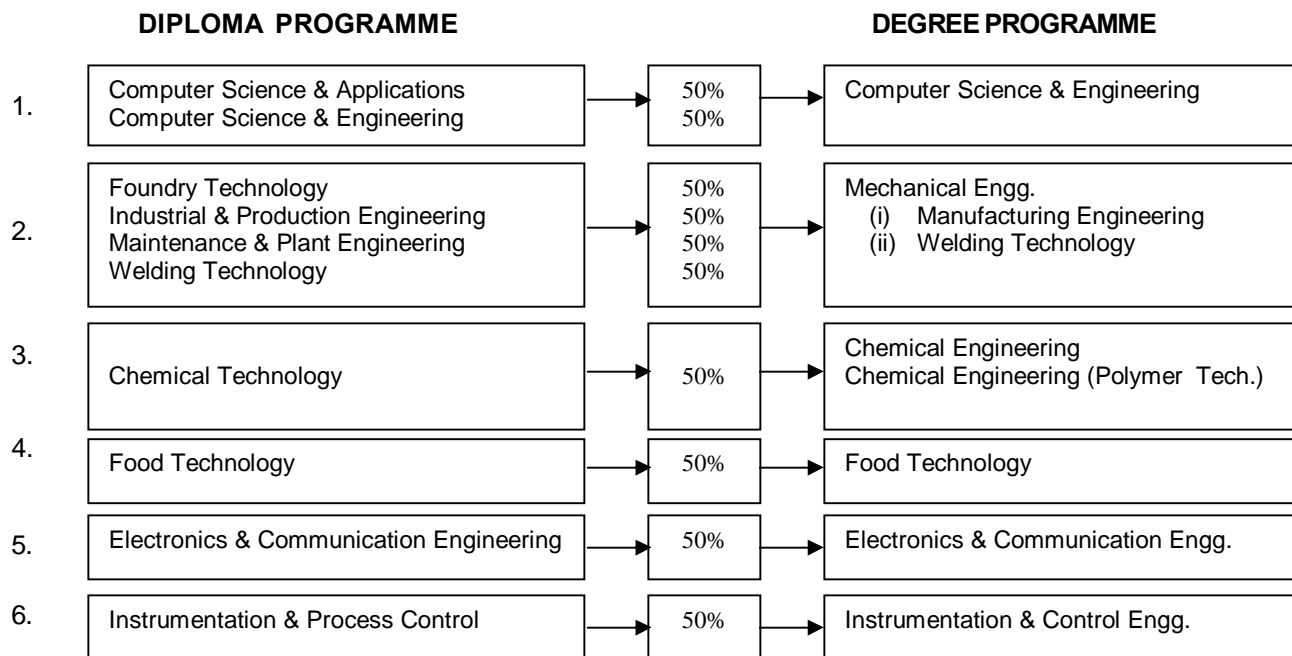 DIPLOMA PROGRAMME DEGREE PROGRAMME
1.
Computer Science & Applications 50% Computer Science & Engineering
Computer Science & Engineering 50%
2.
Foundry Technology 50% Mechanical Engg.
Industrial & Production Engineering 50% (i) Manufacturing Engineering
Maintenance & Plant Engineering 50% (ii) Welding Technology
Welding Technology 50%
3.
Chemical Engineering
Chemical Technology 50% Chemical Engineering (Polymer Tech.)
4.
Food Technology 50% Food Technology
5.
Electronics & Communication Engineering 50% Electronics & Communication Engg.
6.
Instrumentation & Process Control 50% Instrumentation & Control Engg.